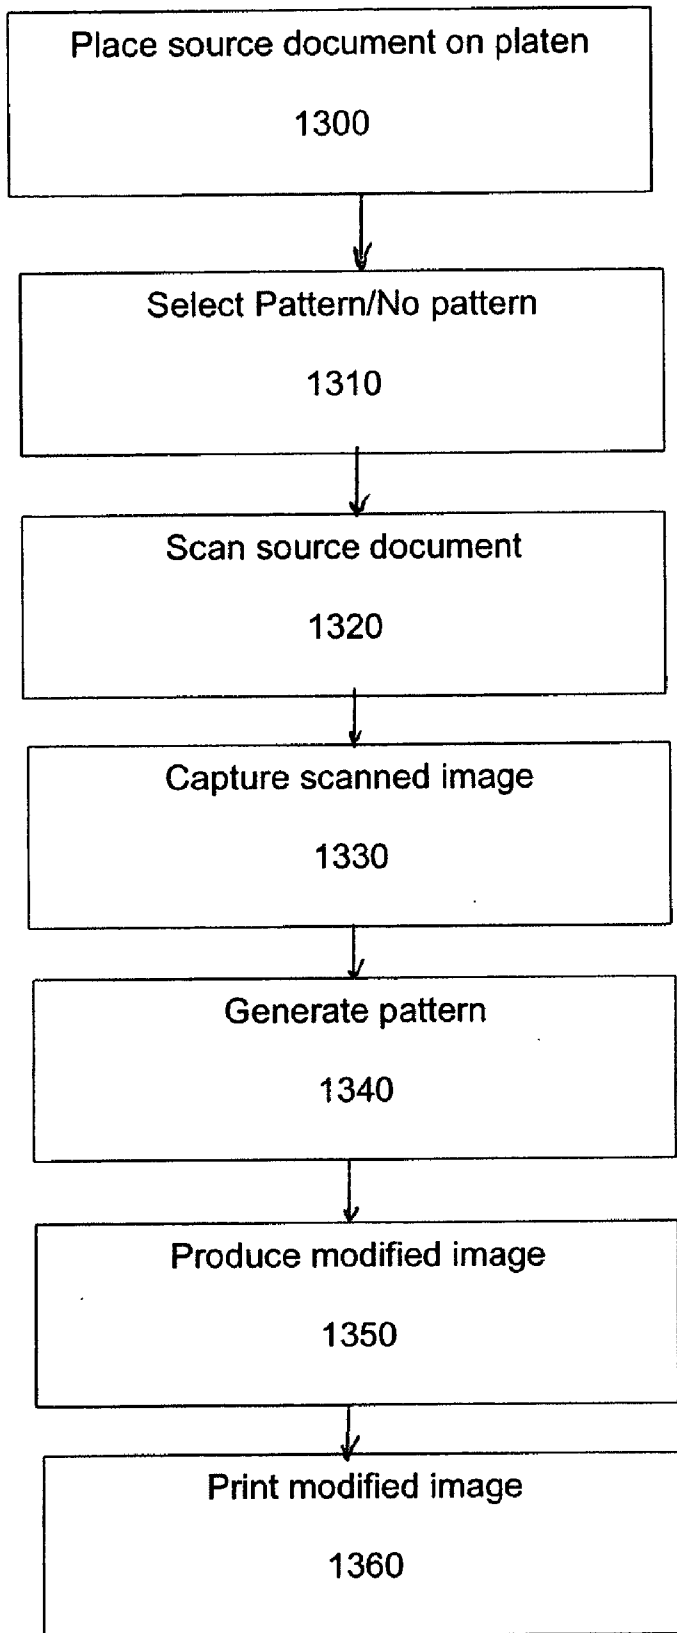 Place source document on platen
1300
Select Pattern/No pattern
1310
Scan source document
1320
Capture scanned image
1330
Generate pattern
1340
Produce modified image
1350
Print modified image
1360